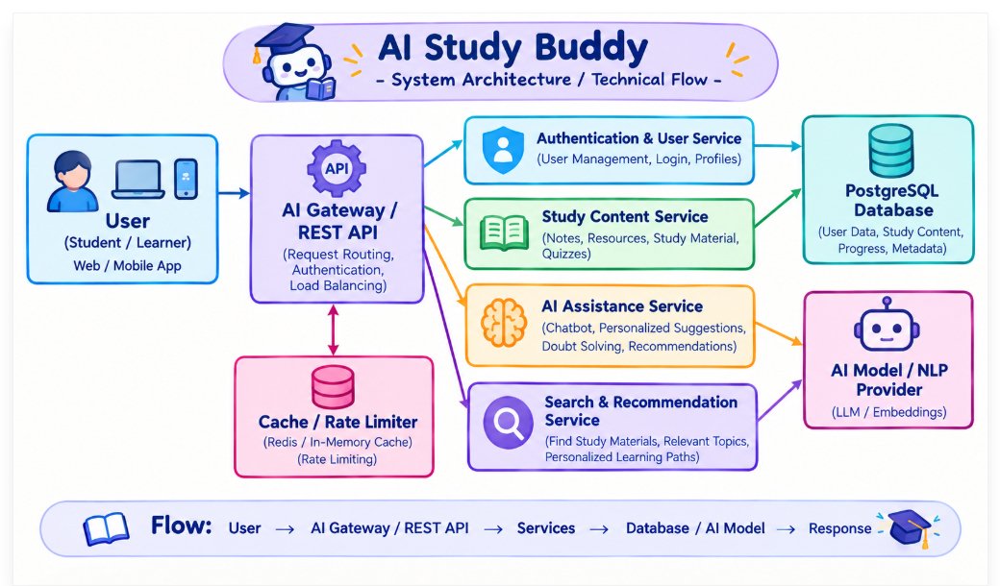 AI Study Buddy
- System Architecture / Technical Flow -
User
(Student / Learner)
Web / Mobile App
API
AI Gateway /
REST API
(Request Routing,
Authentication,
Load Balancing)
Cache / Rate Limiter
(Redis / In-Memory Cache)
(Rate Limiting)
Authentication & User Service
(User Management, Login, Profiles)
Study Content Service
(Notes, Resources, Study Material,
Quizzes)
AI Assistance Service
(Chatbot, Personalized Suggestions,
Doubt Solving, Recommendations)
Search & Recommendation
Service
(Find Study Materials, Relevant Topics,
Personalized Learning Paths)
PostgreSQL
Database
(User Data, Study Content,
Progress, Metadata)
AI Model / NLP
Provider
(LLM / Embeddings)
Flow: User → AI Gateway / REST API → Services → Database / AI Model → Response